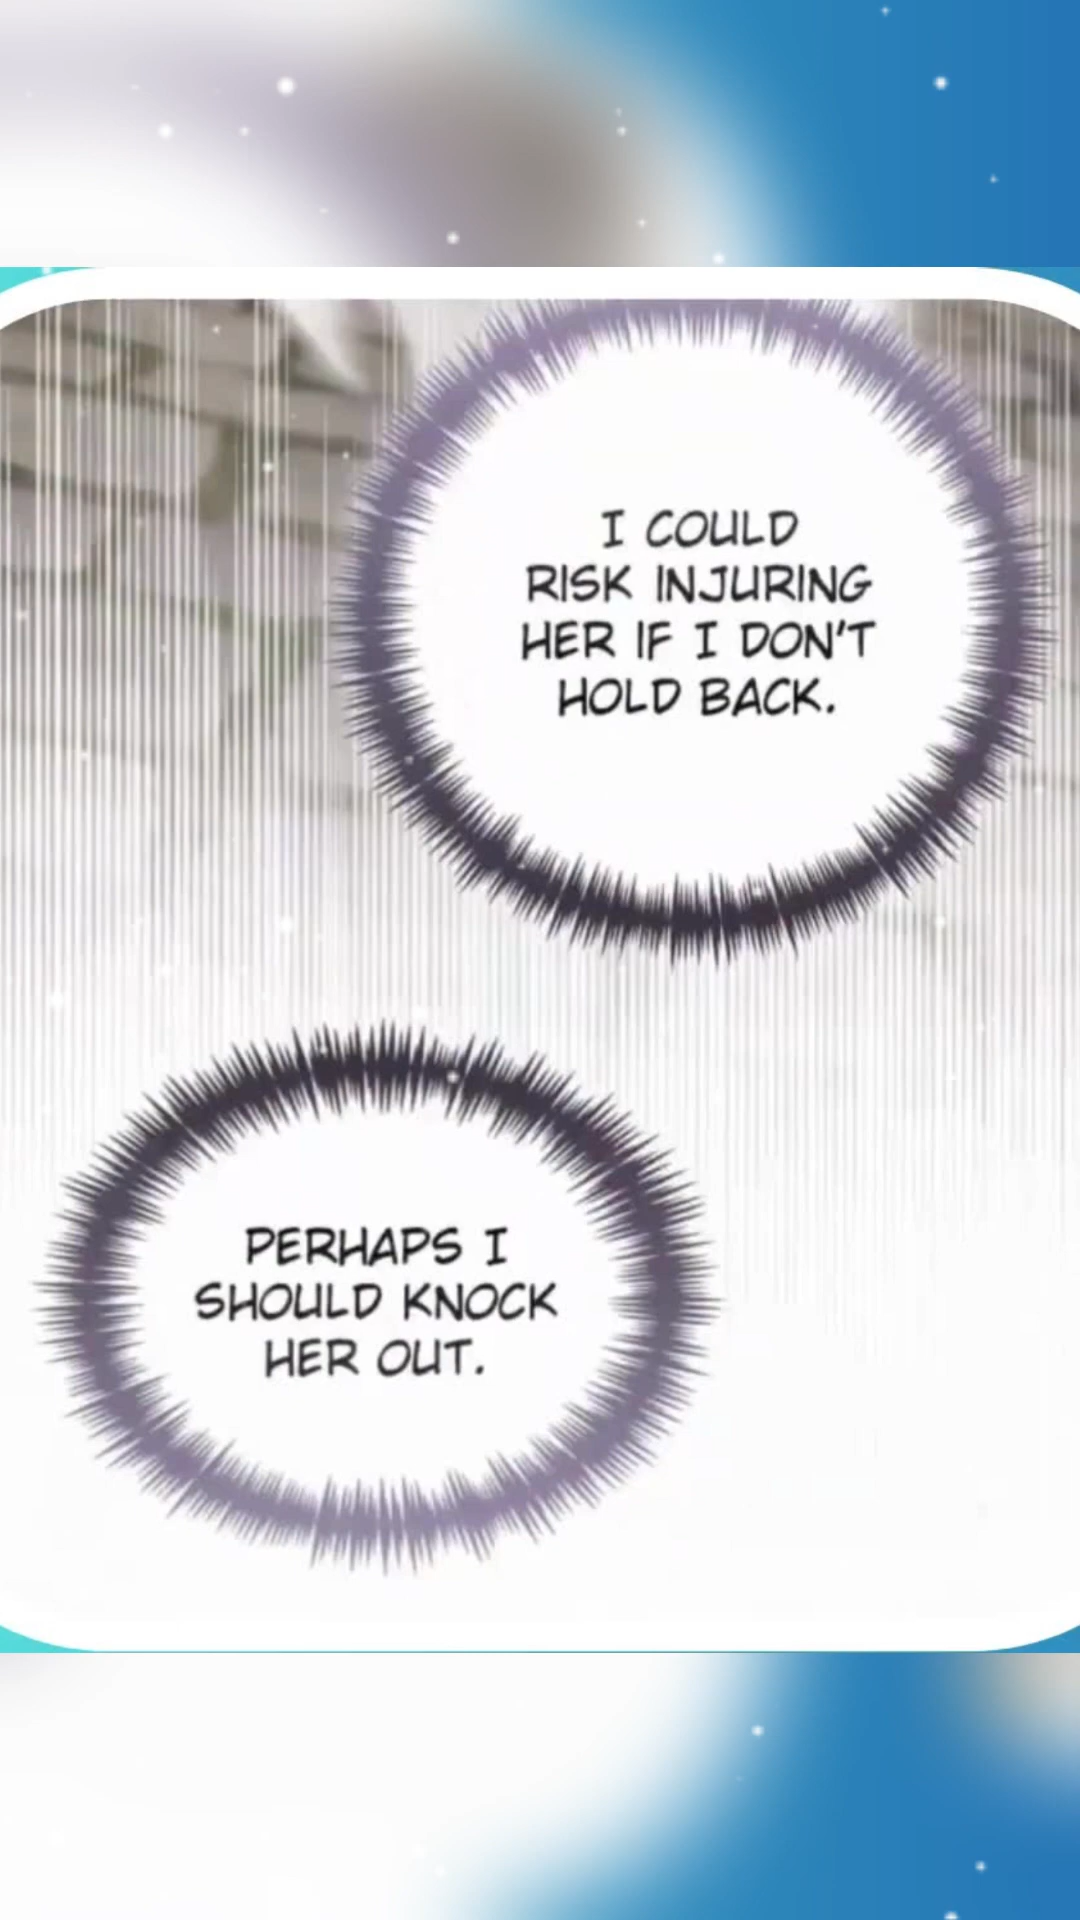 I COULD
RISK INJURING
HER IF I DON'T
HOLD BACK.
PERHAPS I
SHOULD KNOCK
HER OUT.